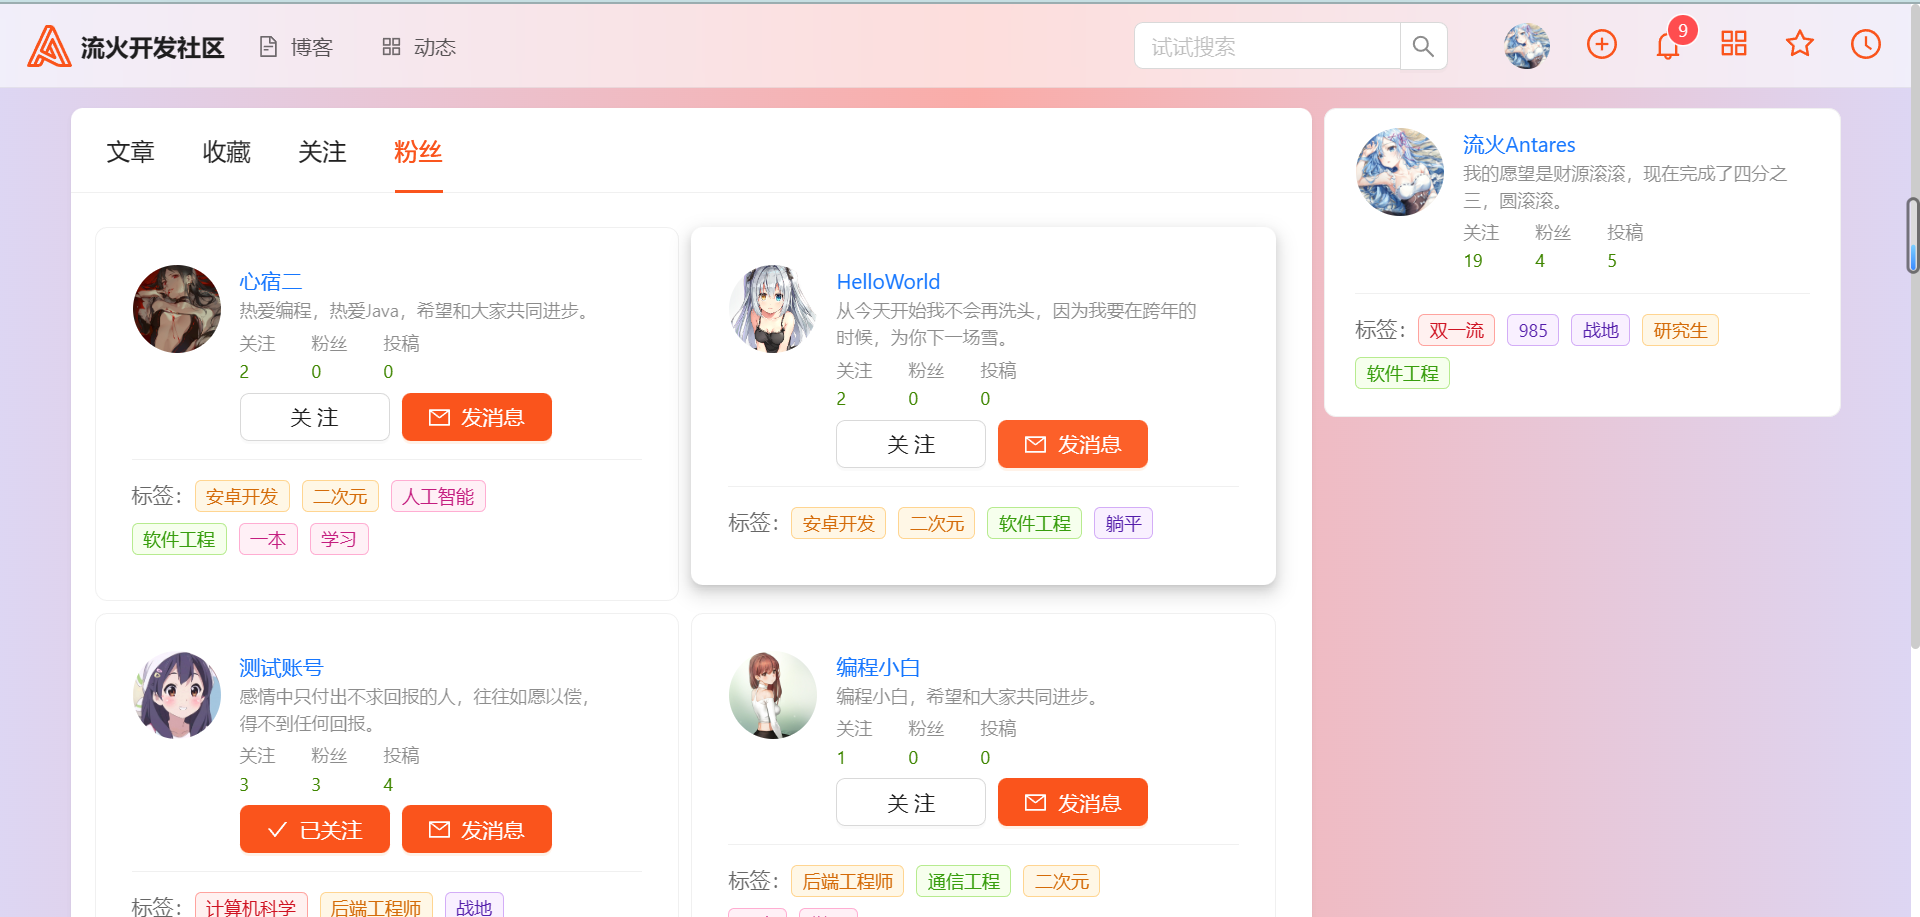 流火开发社区 博客 动态 试试搜索 9
文章 收藏 关注 粉丝
心宿二
热爱编程，热爱Java，希望和大家共同进步。
关注 粉丝 投稿
2 0 0
关 注 发消息
标签： 安卓开发 二次元 人工智能
软件工程 一本 学习
HelloWorld
从今天开始我不会再洗头，因为我要在跨年的
时候，为你下一场雪。
关注 粉丝 投稿
2 0 0
关 注 发消息
标签： 安卓开发 二次元 软件工程 躺平
测试账号
感情中只付出不求回报的人，往往如愿以偿，
得不到任何回报。
关注 粉丝 投稿
3 3 4
已关注 发消息
标签： 计算机科学 后端工程师 战地
编程小白
编程小白，希望和大家共同进步。
关注 粉丝 投稿
1 0 0
关 注 发消息
标签： 后端工程师 通信工程 二次元
流火Antares
我的愿望是财源滚滚，现在完成了四分之
三，圆滚滚。
关注 粉丝 投稿
19 4 5
标签： 双一流 985 战地 研究生
软件工程